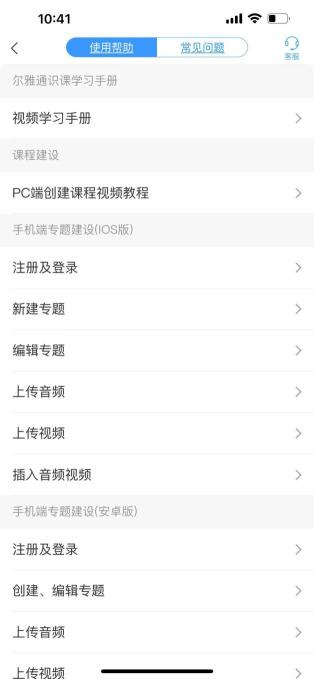 10:41
使用帮助
常见问题
客服
尔雅通识课学习手册
视频学习手册
课程建设
PC端创建课程视频教程
手机端专题建设(IOS版)
注册及登录
新建专题
编辑专题
上传音频
上传视频
插入音频视频
手机端专题建设(安卓版)
注册及登录
创建、编辑专题
上传音频
上传视频